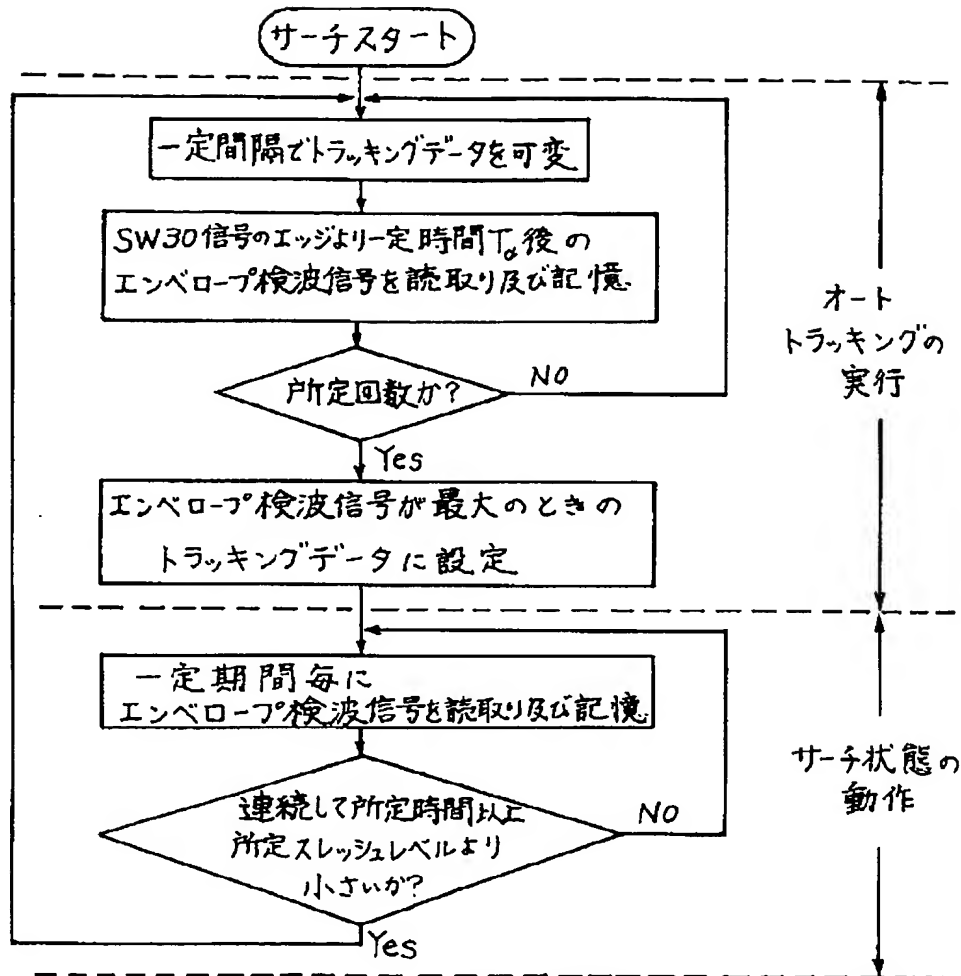 サーチスタート
一定間隔でトラッキングデータを可変
SW30信号のエッジより一定時間Tα後の
エンベロープ検波信号を読取り及び記憶
所定回数か?
NO
Yes
エンベロープ検波信号が最大のときの
トラッキングデータに設定
オート
トラッキングの
実行
一定期間毎に
エンベロープ検波信号を読取り及び記憶
連続して所定時間以上
所定スレッシュレベルより
小さいか?
NO
Yes
サーチ状態の
動作